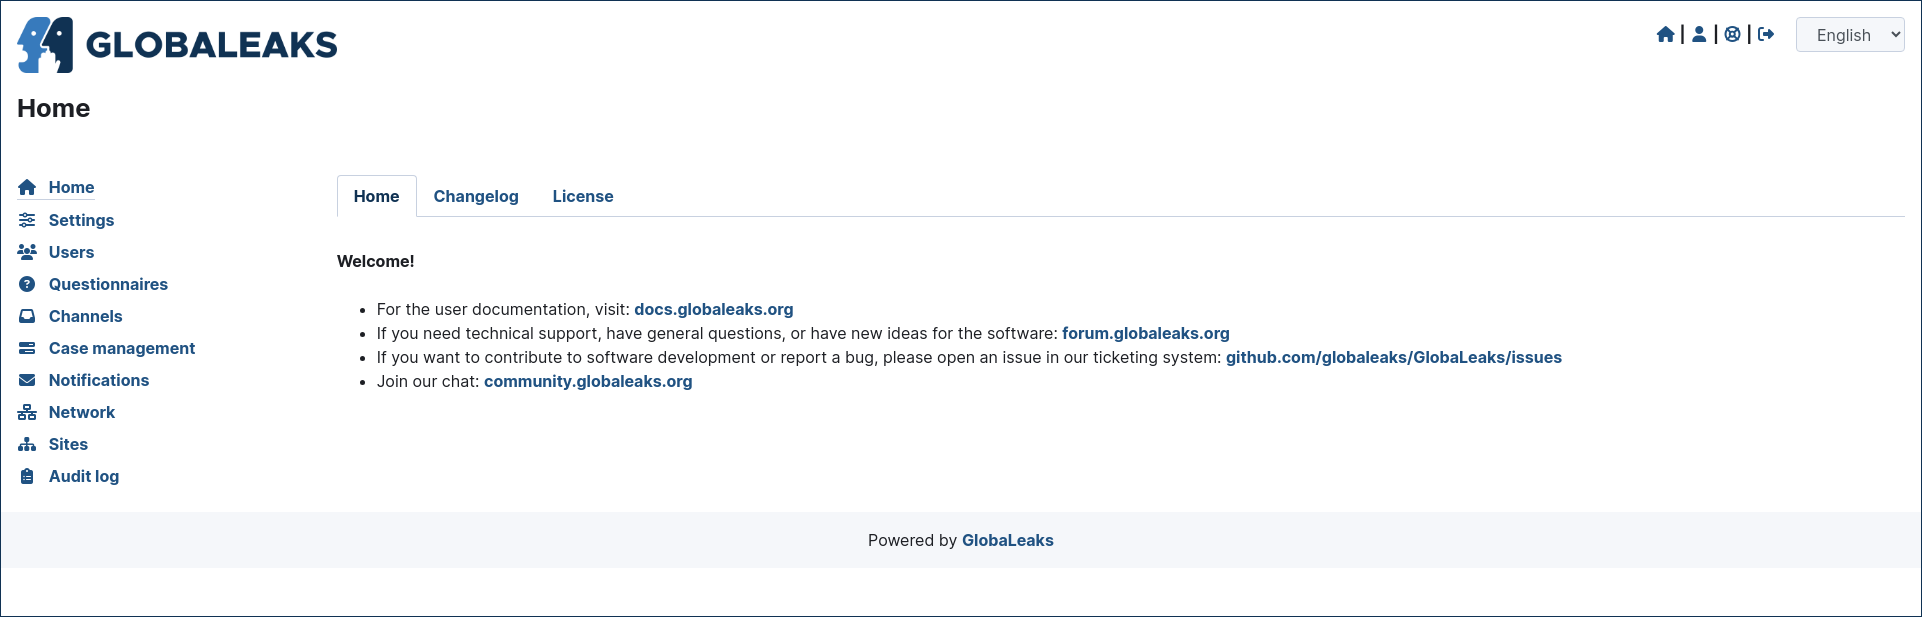 GLOBALEAKS
| | |
English
Home
Home
Settings
Users
Questionnaires
Channels
Case management
Notifications
Network
Sites
Audit log
Home Changelog License
Welcome!
• For the user documentation, visit: docs.globaleaks.org
• If you need technical support, have general questions, or have new ideas for the software: forum.globaleaks.org
• If you want to contribute to software development or report a bug, please open an issue in our ticketing system: github.com/globaleaks/GlobaLeaks/issues
• Join our chat: community.globaleaks.org
Powered by GlobaLeaks